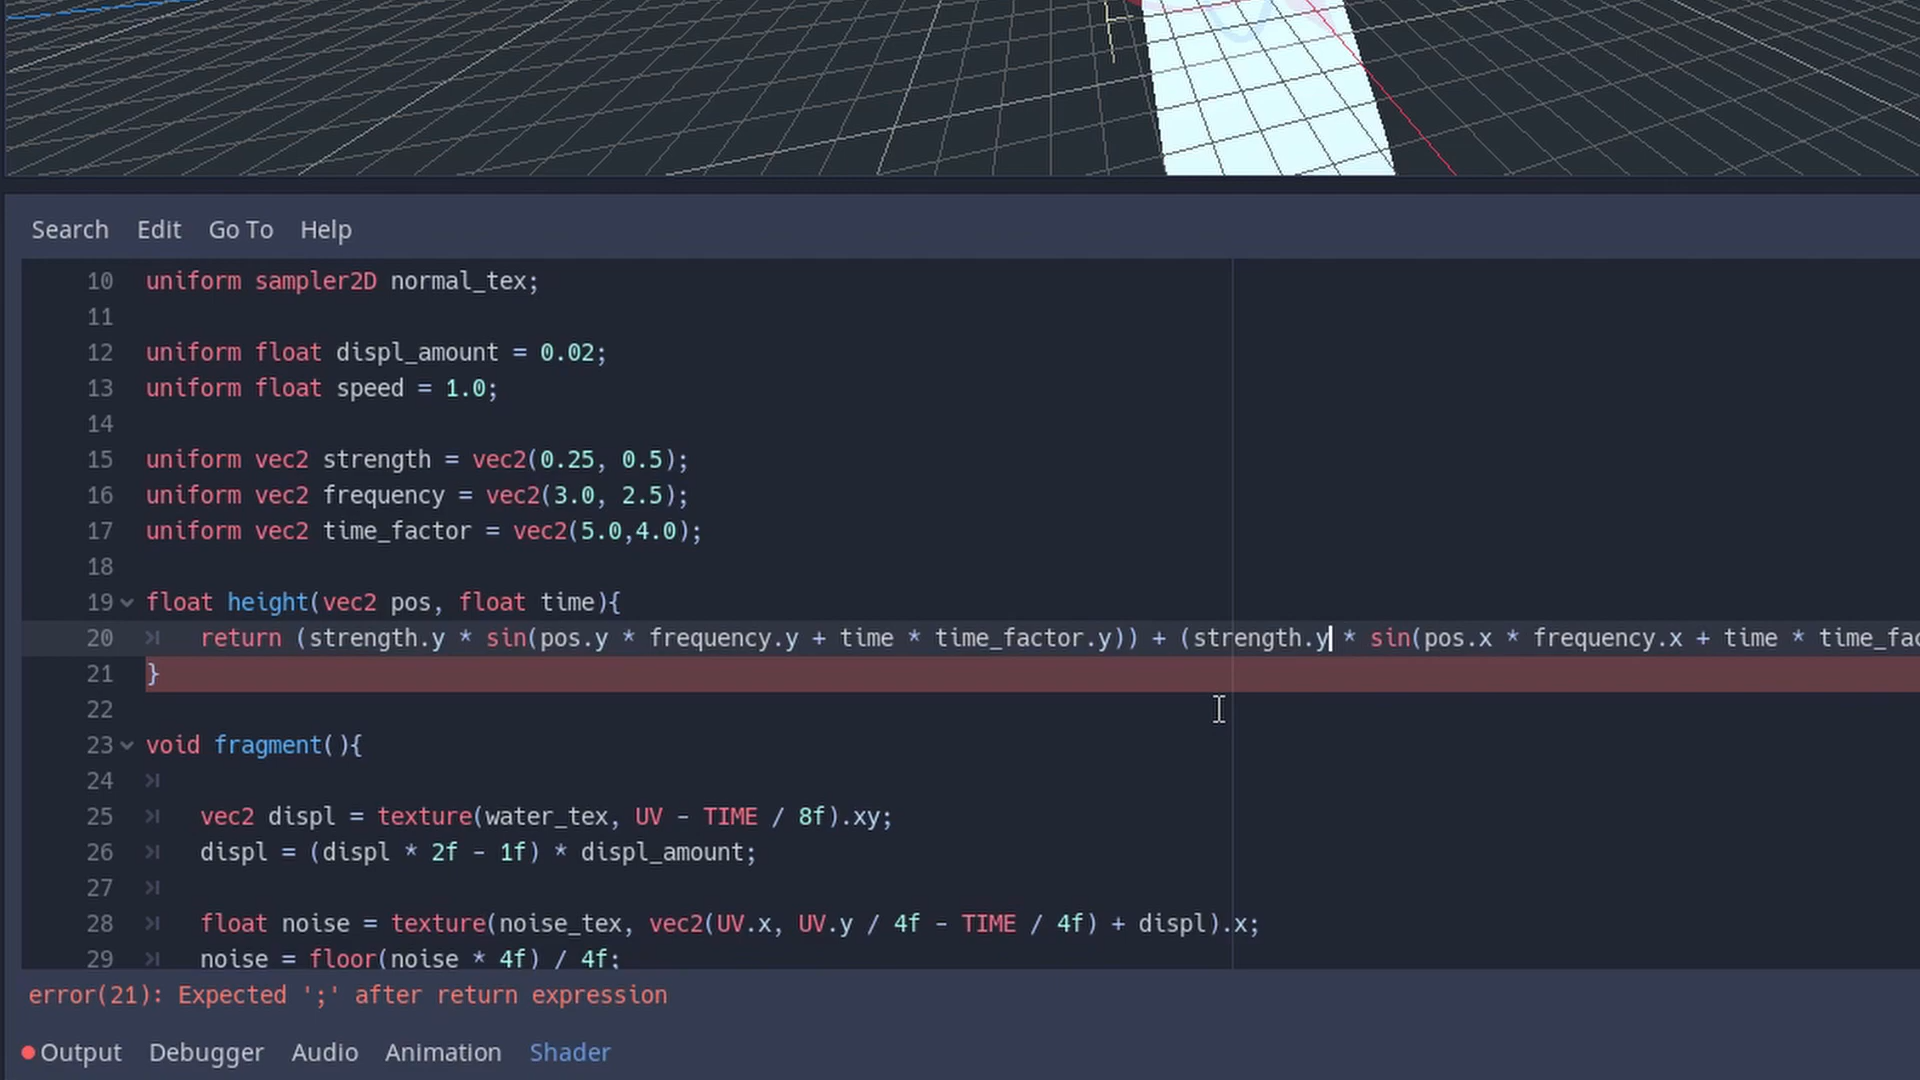 Search Edit Go To Help
10 uniform sampler2D normal_tex;
11
12 uniform float displ_amount = 0.02;
13 uniform float speed = 1.0;
14
15 uniform vec2 strength = vec2(0.25, 0.5);
16 uniform vec2 frequency = vec2(3.0, 2.5);
17 uniform vec2 time_factor = vec2(5.0,4.0);
18
19 float height(vec2 pos, float time){
20 return (strength.y * sin(pos.y * frequency.y + time * time_factor.y)) + (strength.y * sin(pos.x * frequency.x + time * time_fac
21 }
22
23 void fragment(){
24
25 vec2 displ = texture(water_tex, UV - TIME / 8f).xy;
26 displ = (displ * 2f - 1f) * displ_amount;
27
28 float noise = texture(noise_tex, vec2(UV.x, UV.y / 4f - TIME / 4f) + displ).x;
29 noise = floor(noise * 4f) / 4f;
error(21): Expected ';' after return expression
Output Debugger Audio Animation Shader